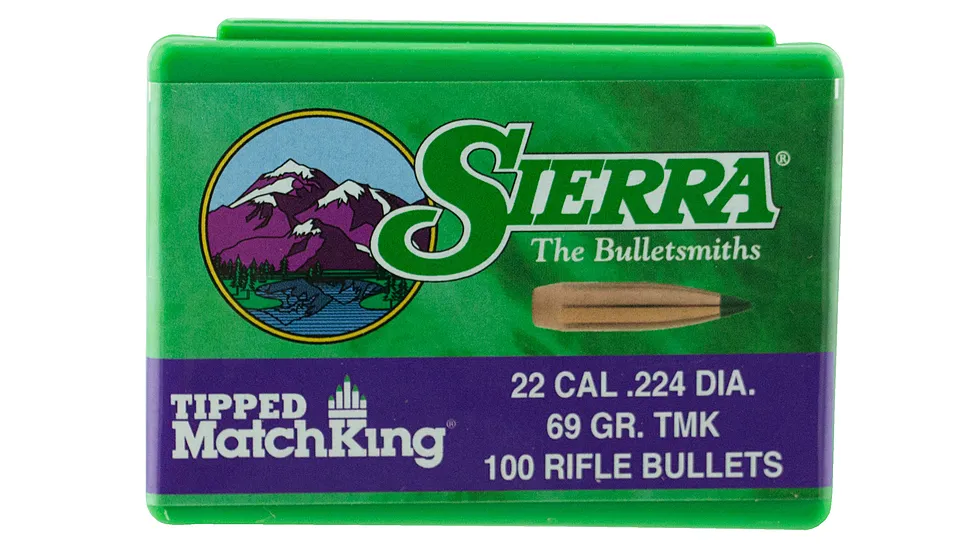 SIERRA®
The Bulletsmiths
TIPPED
MatchKing®
22 CAL .224 DIA.
69 GR. TMK
100 RIFLE BULLETS